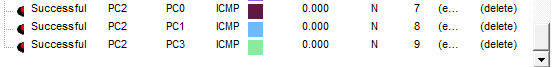 Successful PC2 PC0 ICMP 0.000 N 7 (e... (delete)
Successful PC2 PC1 ICMP 0.000 N 8 (e... (delete)
Successful PC2 PC3 ICMP 0.000 N 9 (e... (delete)